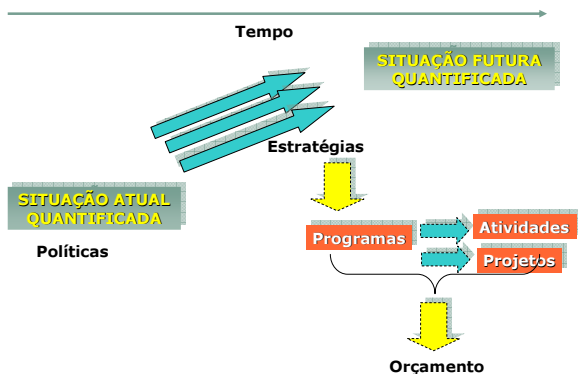 Tempo
SITUAÇÃO FUTURA
QUANTIFICADA
Estratégias
SITUAÇÃO ATUAL
QUANTIFICADA
Políticas
Programas
Atividades
Projetos
Orçamento